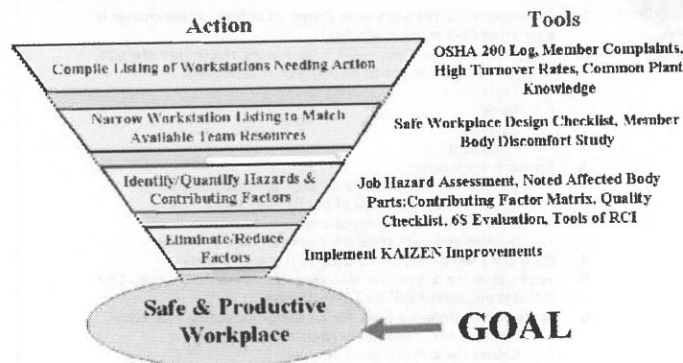 Action
Tools
Compile Listing of Workstations Needing Action
OSHA 200 Log, Member Complaints,
High Turnover Rates, Common Plant
Knowledge
Narrow Workstation Listing to Match
Available Team Resources
Safe Workplace Design Checklist, Member
Body Discomfort Study
Identify/Quantify Hazards &
Contributing Factors
Job Hazard Assessment, Noted Affected Body
Parts:Contributing Factor Matrix, Quality
Checklist, 6S Evaluation, Tools of RCI
Eliminate/Reduce
Factors
Implement KAIZEN Improvements
Safe & Productive
Workplace
GOAL